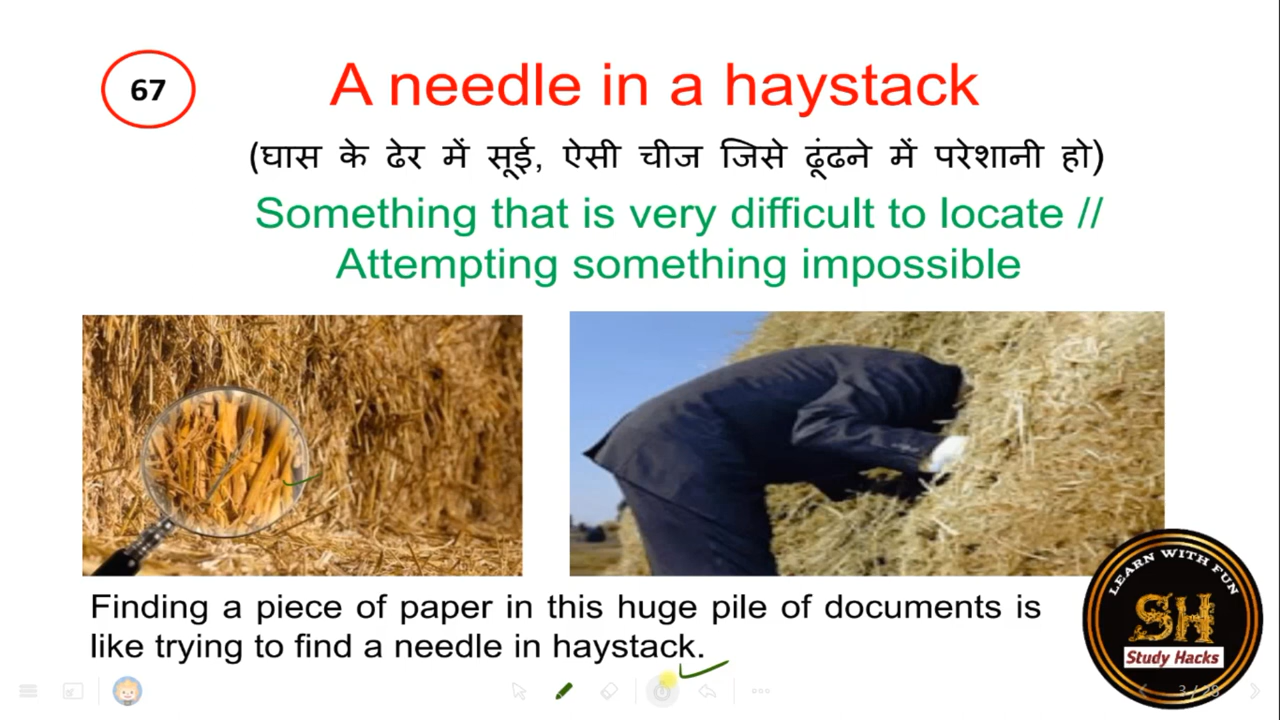 67
A needle in a haystack
(घास के ढेर में सूई, ऐसी चीज जिसे ढूंढने में परेशानी हो)
Something that is very difficult to locate //
Attempting something impossible
Finding a piece of paper in this huge pile of documents is
like trying to find a needle in haystack.
LEARN WITH FUN
SH
Study Hacks
3 / 28